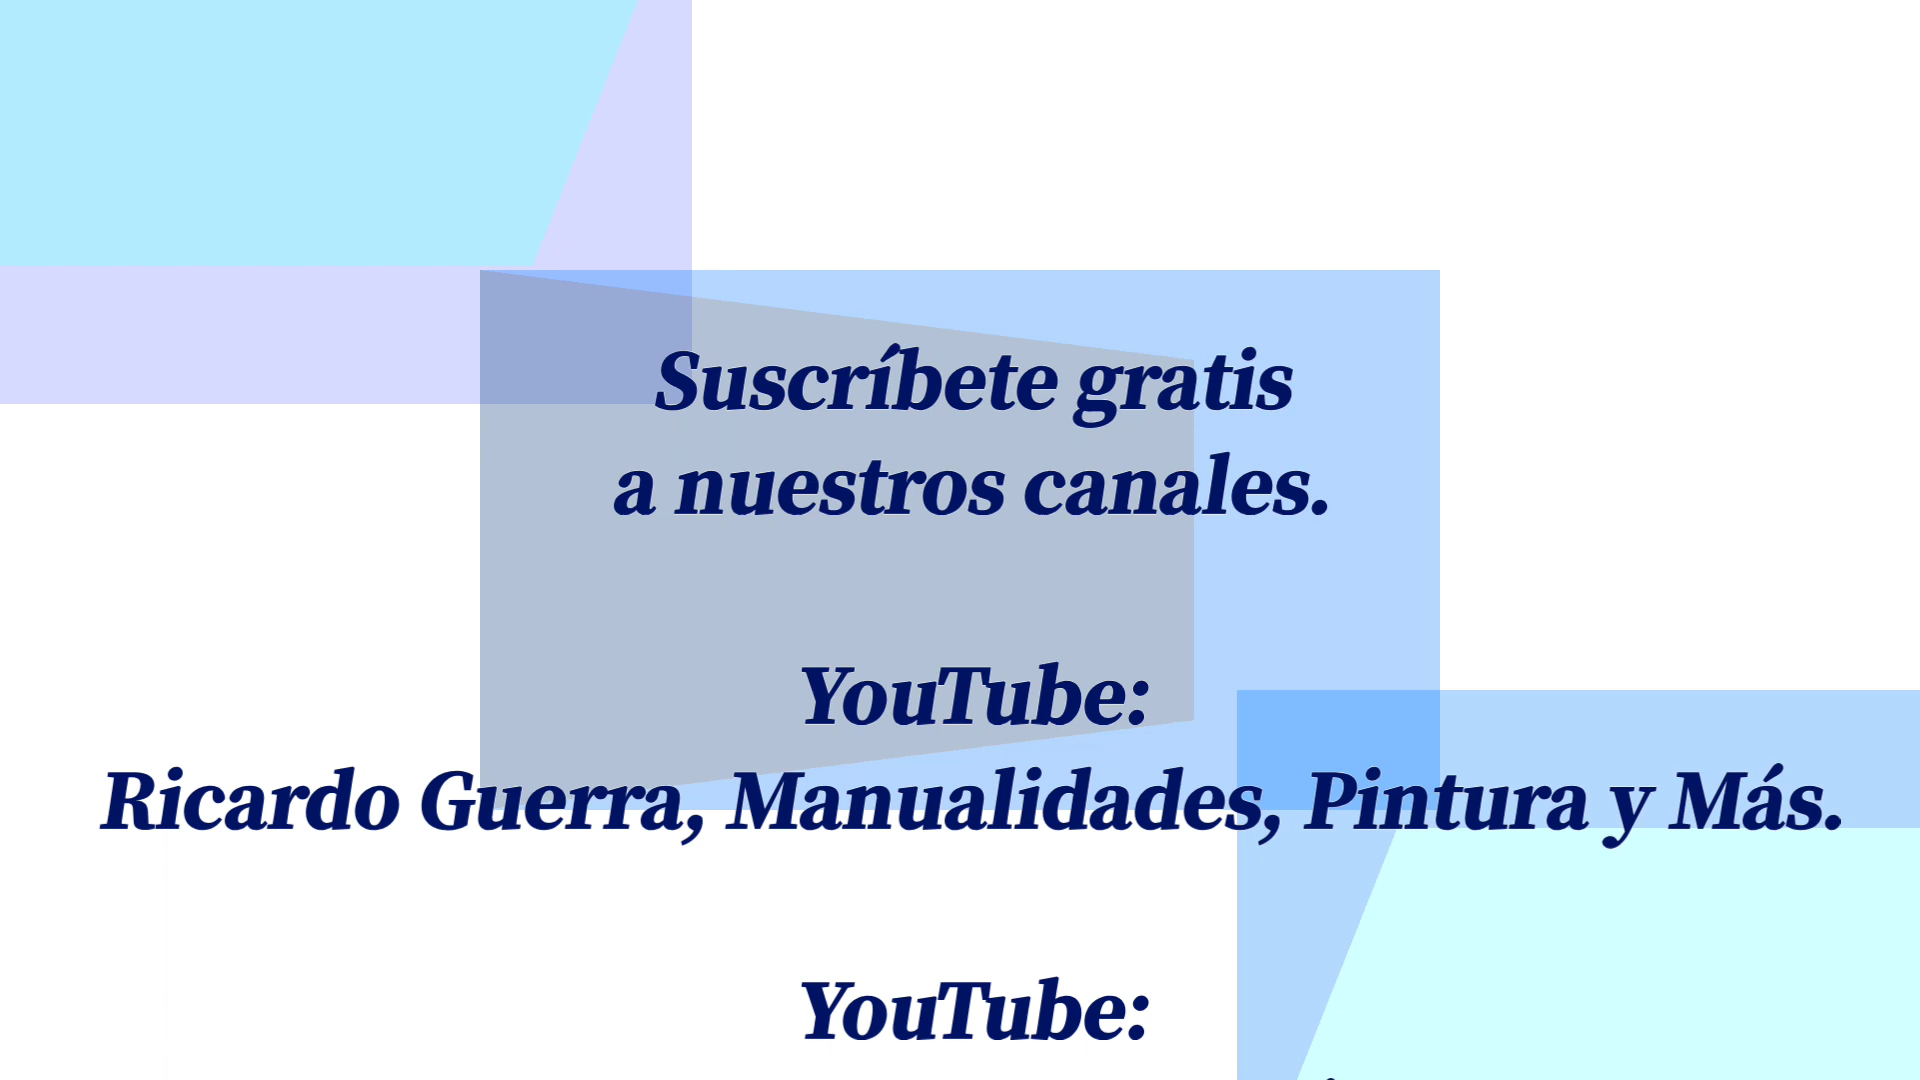 Suscríbete gratis
a nuestros canales.
YouTube:
Ricardo Guerra, Manualidades, Pintura y Más.
YouTube: